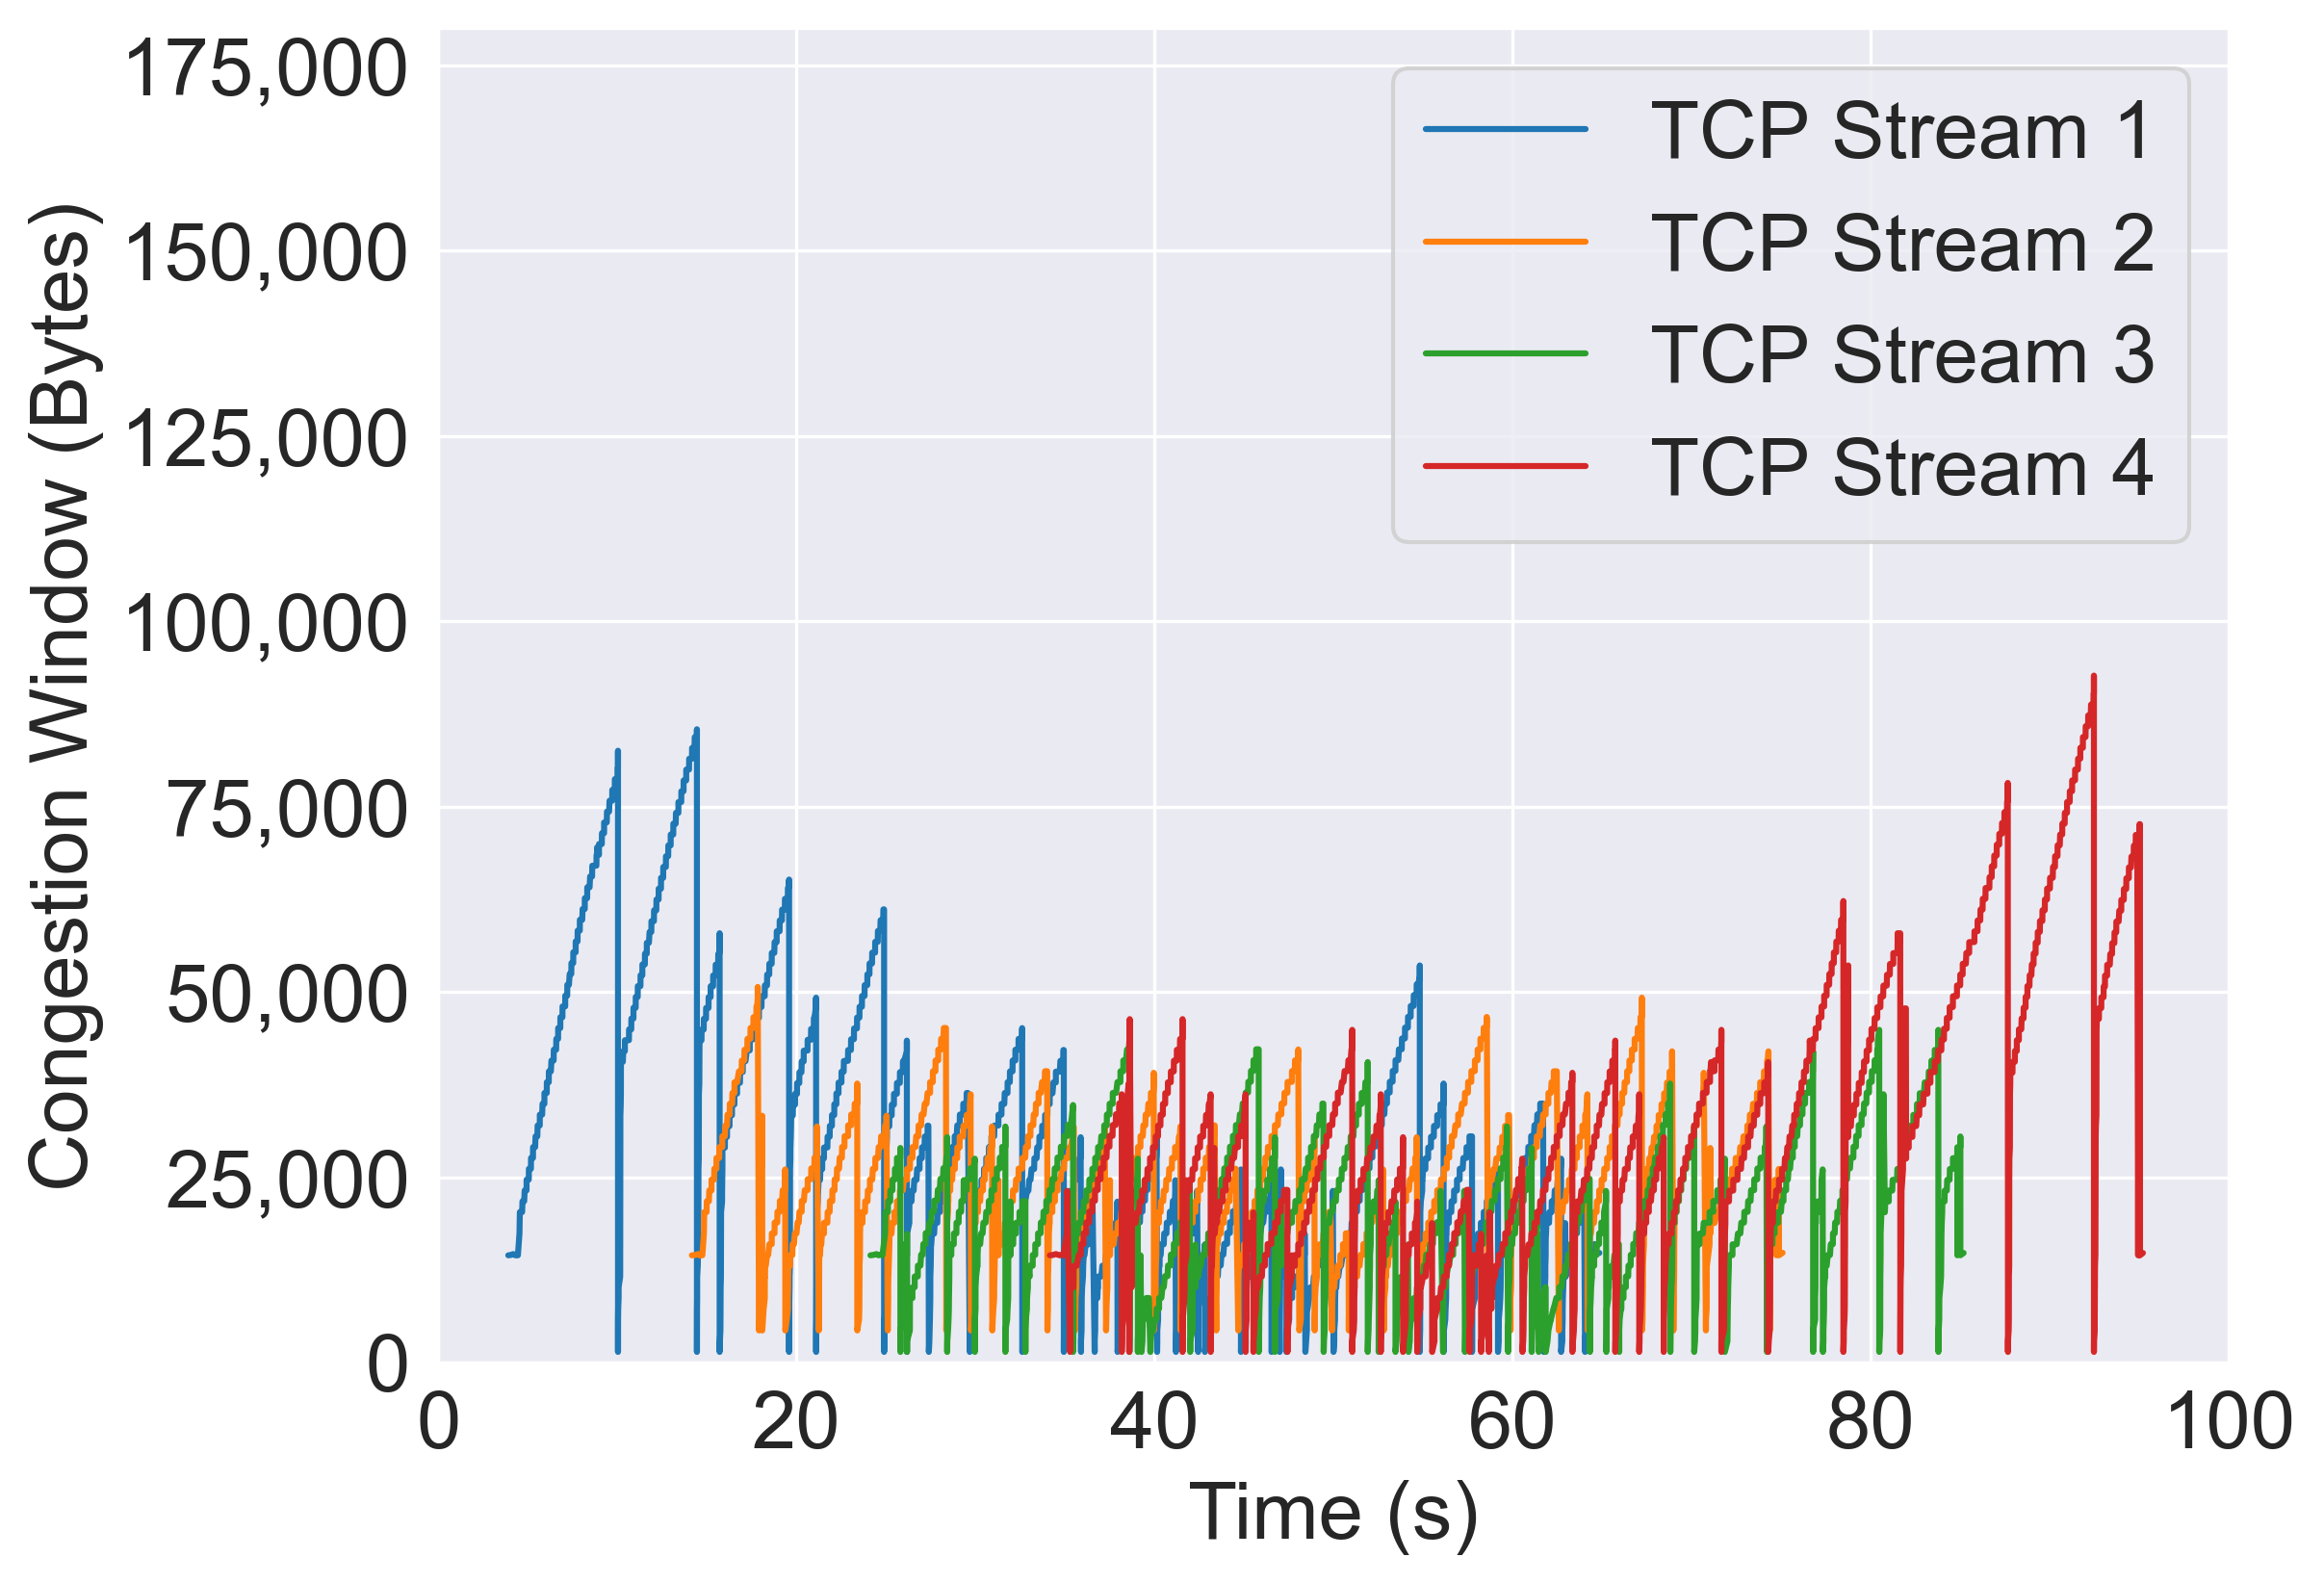 175,000
150,000
125,000
100,000
75,000
50,000
25,000
0
Congestion Window (Bytes)
TCP Stream 1
TCP Stream 2
TCP Stream 3
TCP Stream 4
0 20 40 60 80 100
Time (s)